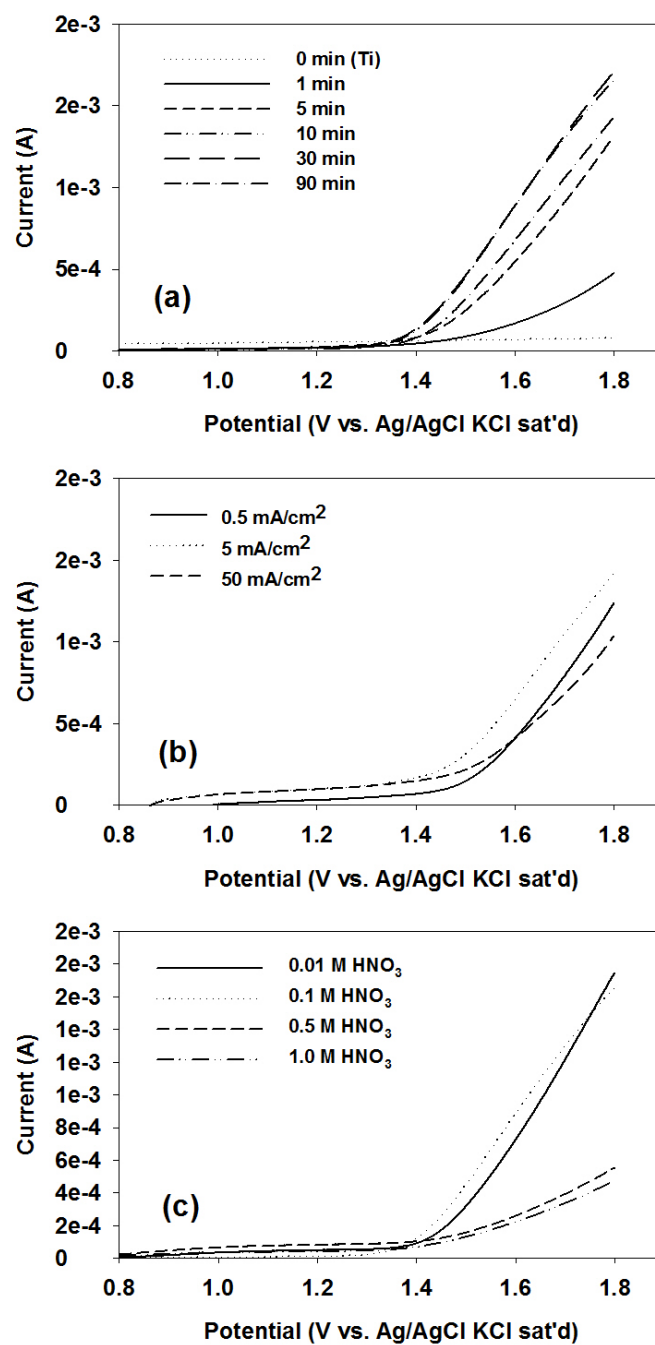 2e-3
2e-3
1e-3
5e-4
0
Current (A)
0 min (Ti)
1 min
5 min
10 min
30 min
90 min
(a)
0.8 1.0 1.2 1.4 1.6 1.8
Potential (V vs. Ag/AgCl KCl sat'd)
2e-3
2e-3
1e-3
5e-4
0
Current (A)
0.5 mA/cm²
5 mA/cm²
50 mA/cm²
(b)
0.8 1.0 1.2 1.4 1.6 1.8
Potential (V vs. Ag/AgCl KCl sat'd)
2e-3
2e-3
2e-3
1e-3
1e-3
1e-3
8e-4
6e-4
4e-4
2e-4
0
Current (A)
0.01 M HNO₃
0.1 M HNO₃
0.5 M HNO₃
1.0 M HNO₃
(c)
0.8 1.0 1.2 1.4 1.6 1.8
Potential (V vs. Ag/AgCl KCl sat'd)